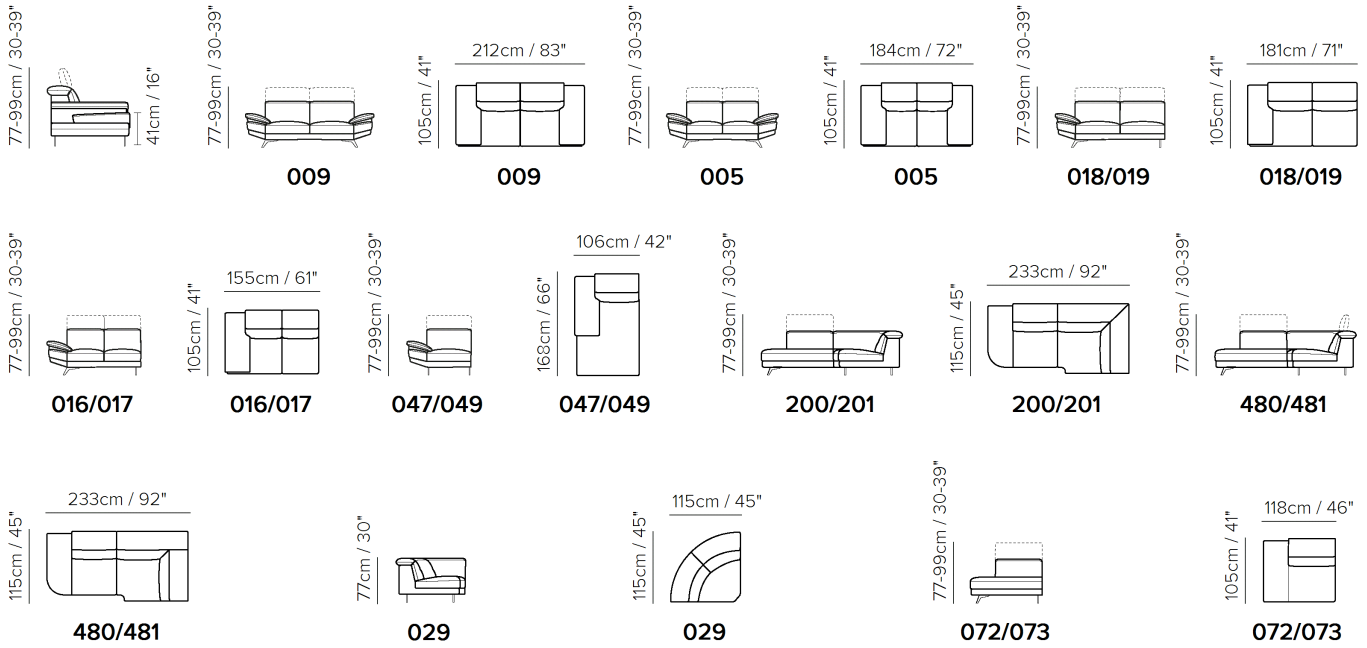 77-99cm / 30-39"
41cm / 16"
77-99cm / 30-39"
009
212cm / 83"
105cm / 41"
009
77-99cm / 30-39"
005
184cm / 72"
105cm / 41"
005
77-99cm / 30-39"
018/019
181cm / 71"
105cm / 41"
018/019
77-99cm / 30-39"
016/017
155cm / 61"
105cm / 41"
016/017
77-99cm / 30-39"
047/049
106cm / 42"
168cm / 66"
047/049
77-99cm / 30-39"
200/201
233cm / 92"
115cm / 45"
200/201
77-99cm / 30-39"
480/481
233cm / 92"
115cm / 45"
480/481
77cm / 30"
029
115cm / 45"
115cm / 45"
029
77-99cm / 30-39"
072/073
118cm / 46"
105cm / 41"
072/073